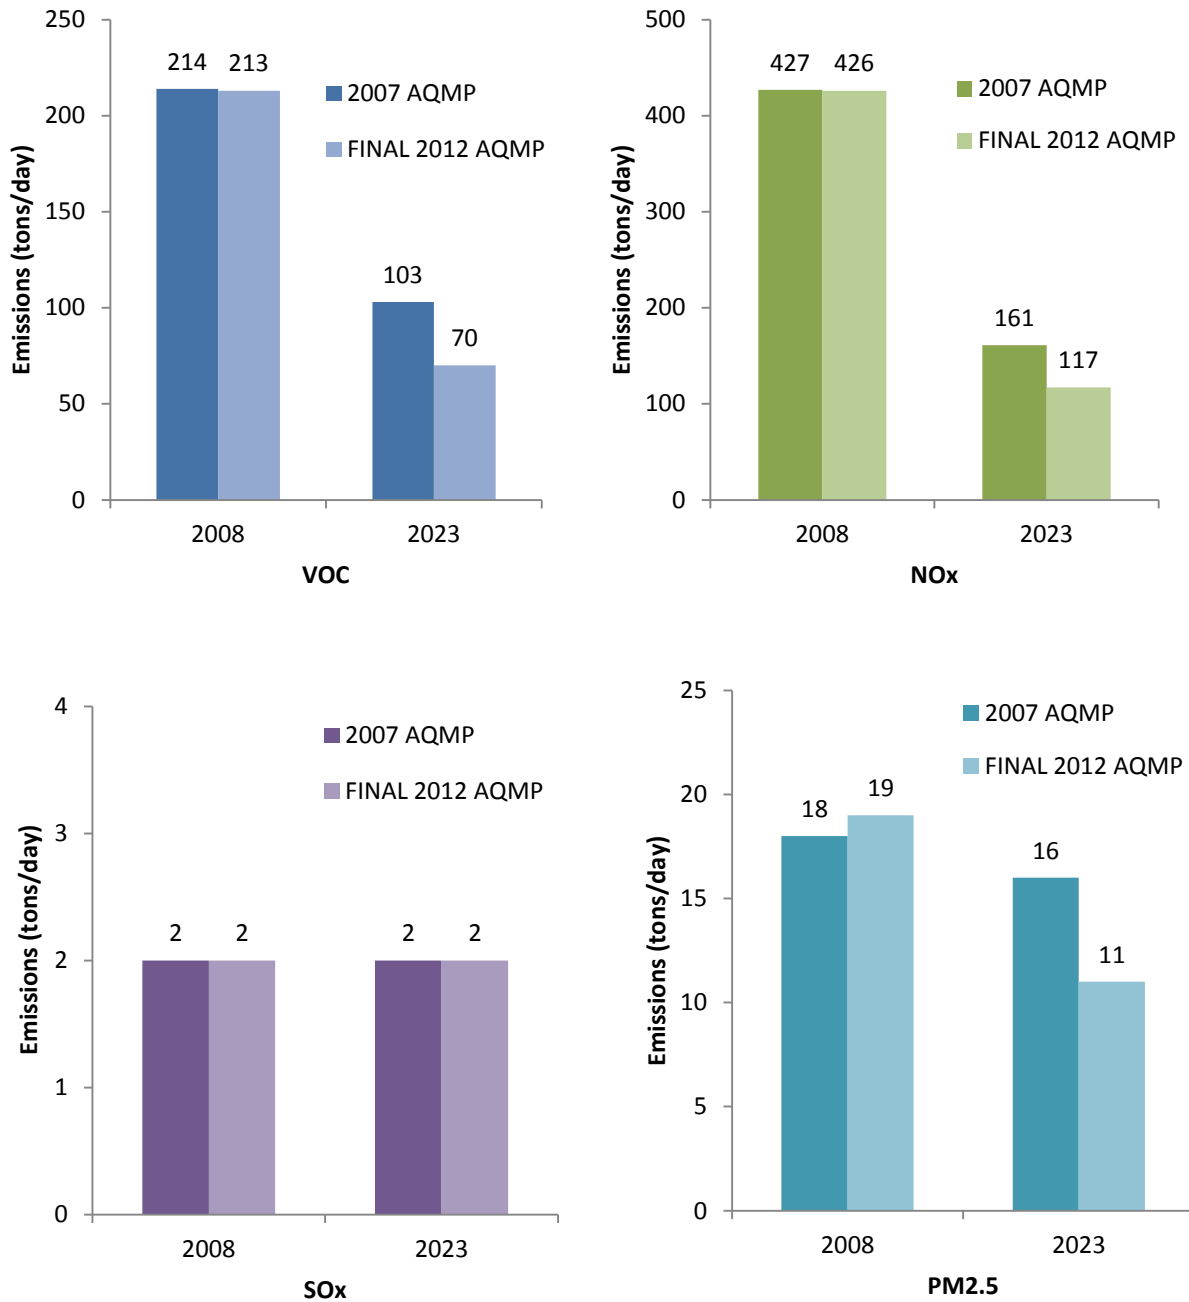 250
200
150
100
50
0
Emissions (tons/day)
214
213
103
70
2007 AQMP
FINAL 2012 AQMP
2008
2023
VOC
500
400
300
200
100
0
Emissions (tons/day)
427
426
161
117
2007 AQMP
FINAL 2012 AQMP
2008
2023
NOx
4
3
2
1
0
Emissions (tons/day)
2
2
2
2
2007 AQMP
FINAL 2012 AQMP
2008
2023
SOx
25
20
15
10
5
0
Emissions (tons/day)
18
19
16
11
2007 AQMP
FINAL 2012 AQMP
2008
2023
PM2.5